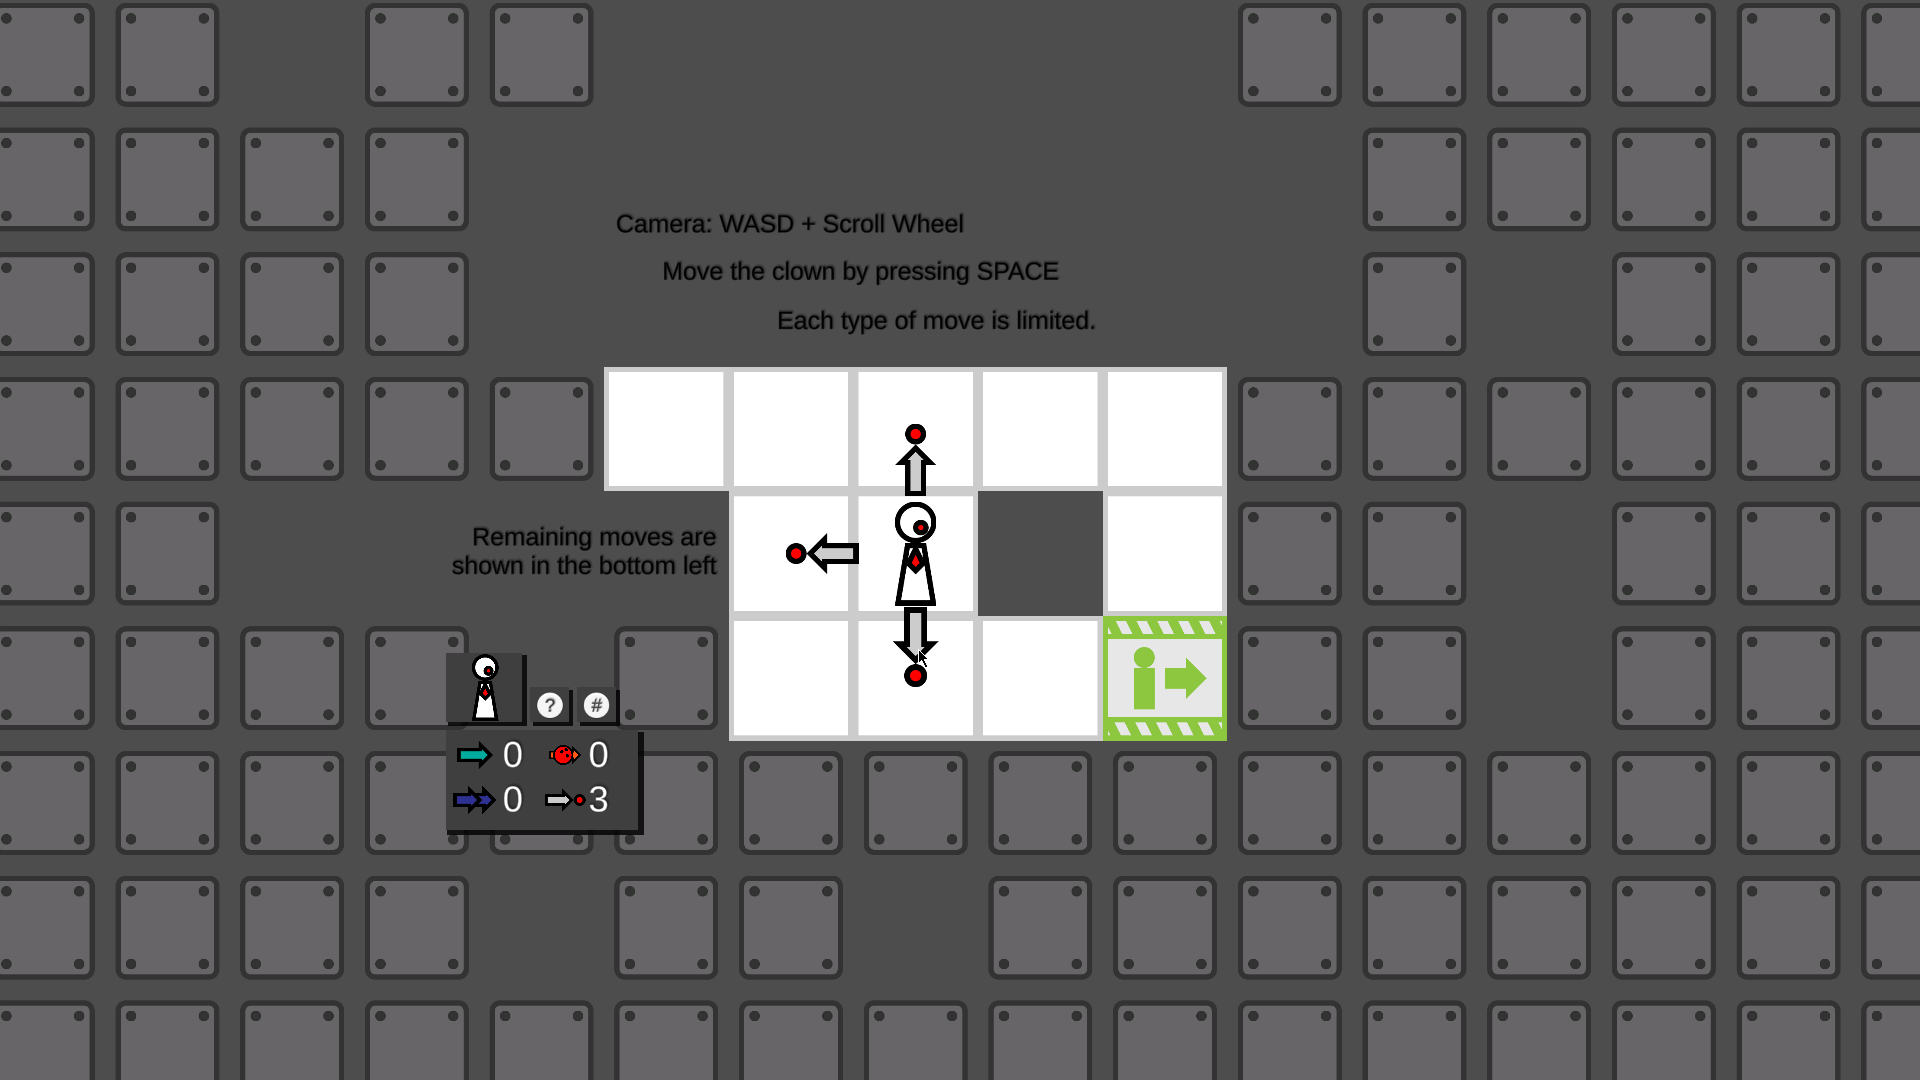 Camera: WASD + Scroll Wheel
Move the clown by pressing SPACE
Each type of move is limited.
Remaining moves are
shown in the bottom left
? #
0 0
0 3